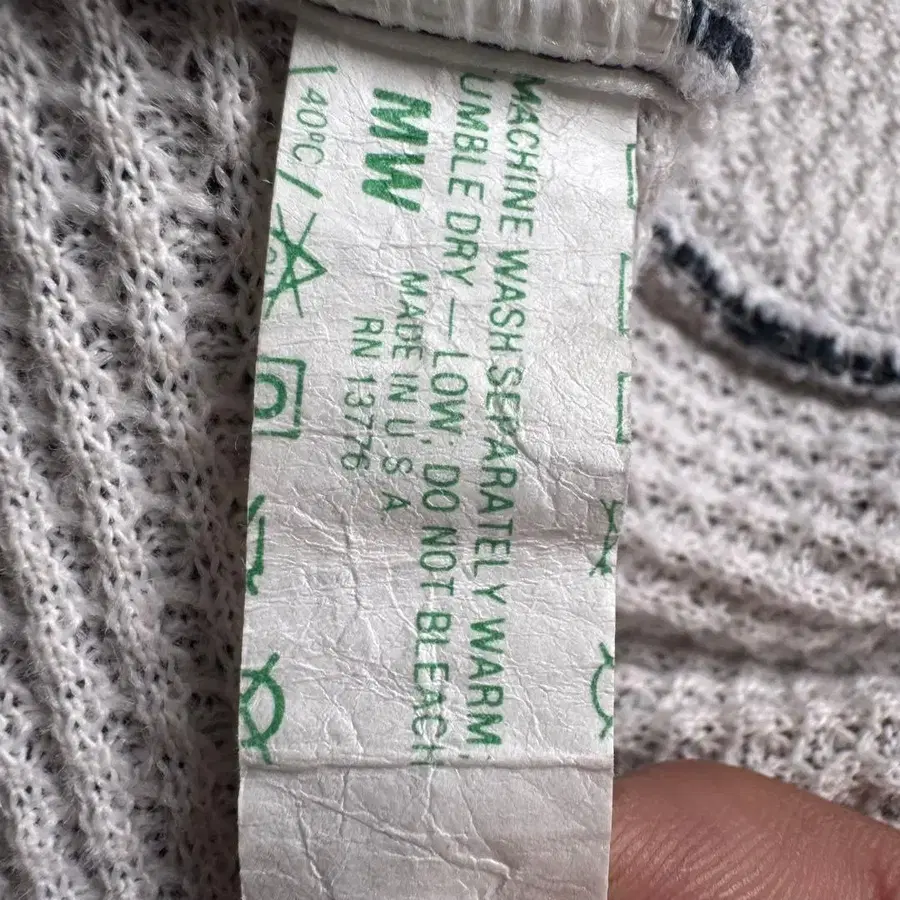 MACHINE WASH SEPARATELY WARM
UMBLE DRY — LOW, DO NOT BLEACH
MADE IN U.S.A
RN 13776
MW
40°C